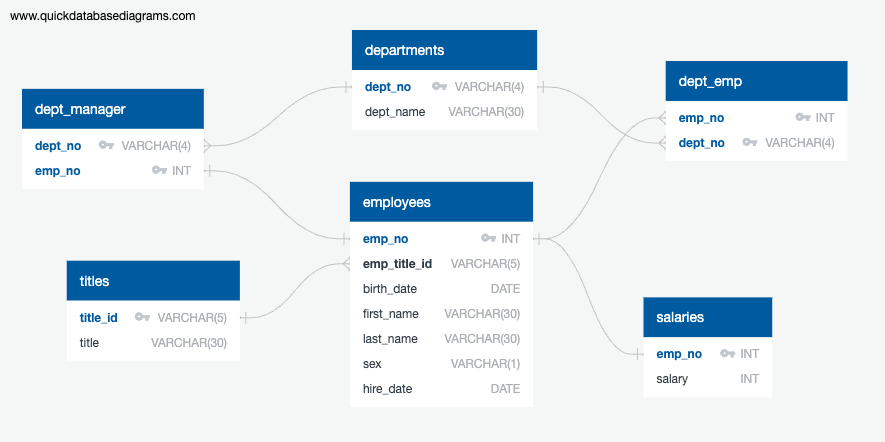 www.quickdatabasediagrams.com
departments
dept_no VARCHAR(4)
dept_name VARCHAR(30)
dept_manager
dept_no VARCHAR(4)
emp_no INT
dept_emp
emp_no INT
dept_no VARCHAR(4)
employees
emp_no INT
emp_title_id VARCHAR(5)
birth_date DATE
first_name VARCHAR(30)
last_name VARCHAR(30)
sex VARCHAR(1)
hire_date DATE
titles
title_id VARCHAR(5)
title VARCHAR(30)
salaries
emp_no INT
salary INT